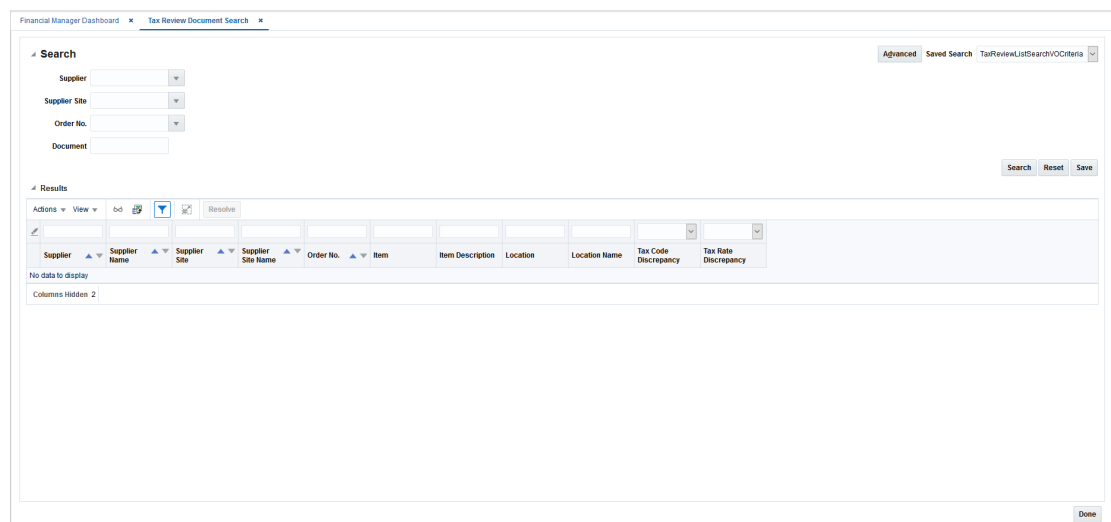 Financial Manager Dashboard × Tax Review Document Search ×
Search
Advanced Saved Search TaxReviewListSearchVOCriteria
Supplier
Supplier Site
Order No.
Document
Search Reset Save
Results
Actions View Resolve
Supplier Supplier Name Supplier Site Supplier Site Name Order No. Item Item Description Location Location Name Tax Code Discrepancy Tax Rate Discrepancy
No data to display
Columns Hidden 2
Done